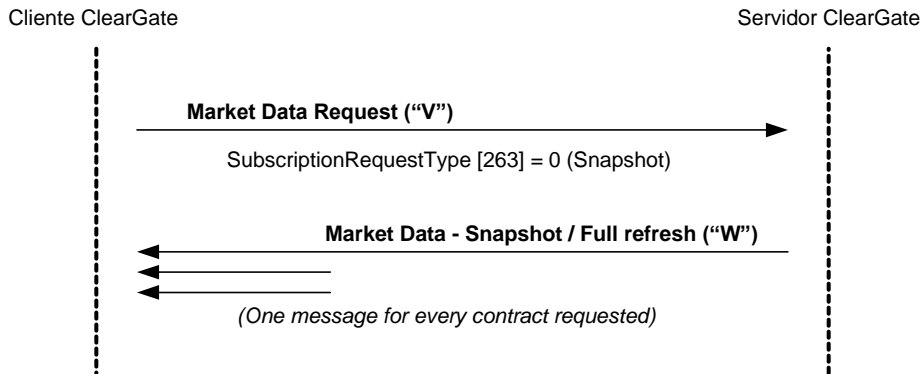 Cliente ClearGate
Servidor ClearGate
Market Data Request (“V”)
SubscriptionRequestType [263] = 0 (Snapshot)
Market Data - Snapshot / Full refresh (“W”)
(One message for every contract requested)